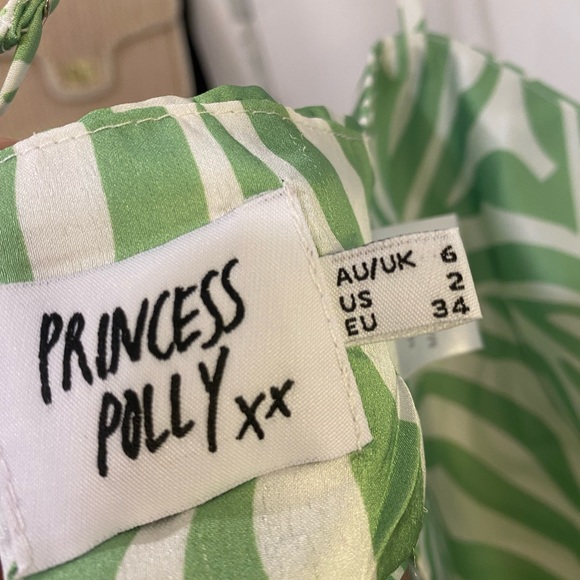 PRINCESS
POLLY xx
AU/UK 6
US 2
EU 34